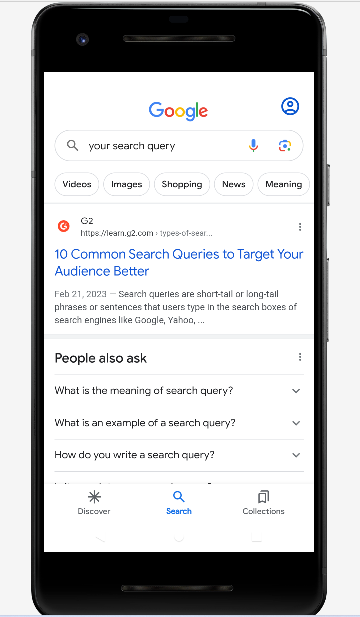 Google
your search query
Videos
Images
Shopping
News
Meaning
G2
https://learn.g2.com › types-of-sear...
10 Common Search Queries to Target Your
Audience Better
Feb 21, 2023 — Search queries are short-tail or long-tail
phrases or sentences that users type in the search boxes of
search engines like Google, Yahoo, ...
People also ask
What is the meaning of search query?
What is an example of a search query?
How do you write a search query?
Discover
Search
Collections